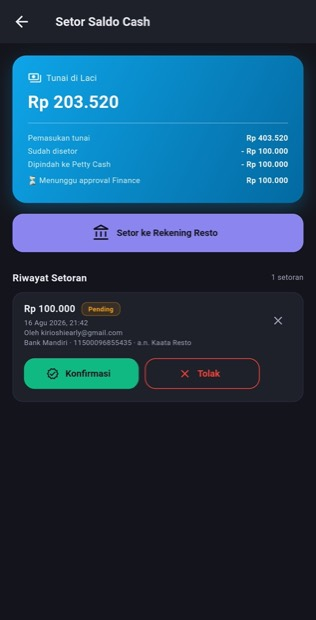 Setor Saldo Cash
Tunai di Laci
Rp 203.520
Pemasukan tunai Rp 403.520
Sudah disetor - Rp 100.000
Dipindah ke Petty Cash - Rp 100.000
⏳ Menunggu approval Finance Rp 100.000
Setor ke Rekening Resto
Riwayat Setoran 1 setoran
Rp 100.000 Pending
16 Agu 2026, 21:42
Oleh kirioshiearly@gmail.com
Bank Mandiri · 11500096855435 · a.n. Kaata Resto
Konfirmasi Tolak